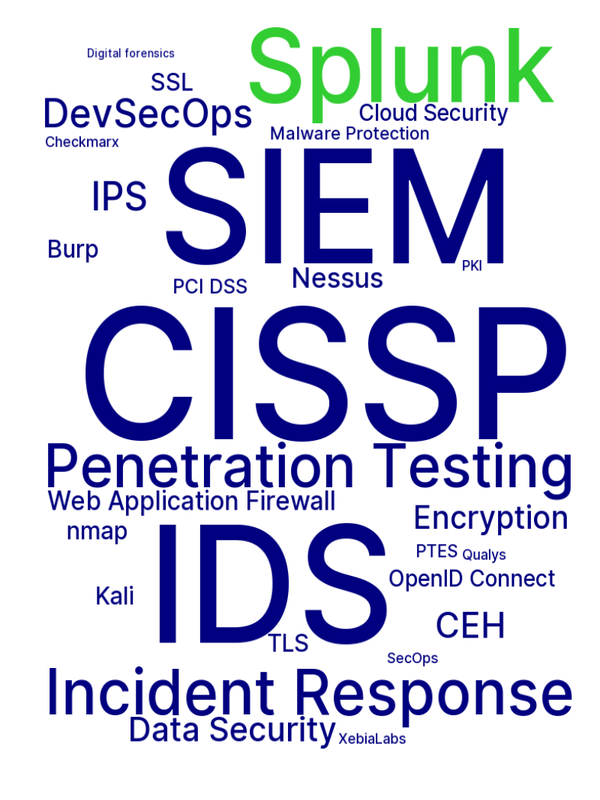 Splunk
Digital forensics
SSL
DevSecOps
Cloud Security
Malware Protection
Checkmarx
SIEM
IPS
Burp
PKI
Nessus
PCI DSS
CISSP
Penetration Testing
Web Application Firewall
Encryption
nmap
IDS
PTES
Qualys
OpenID Connect
Kali
CEH
TLS
SecOps
Incident Response
Data Security
XebiaLabs